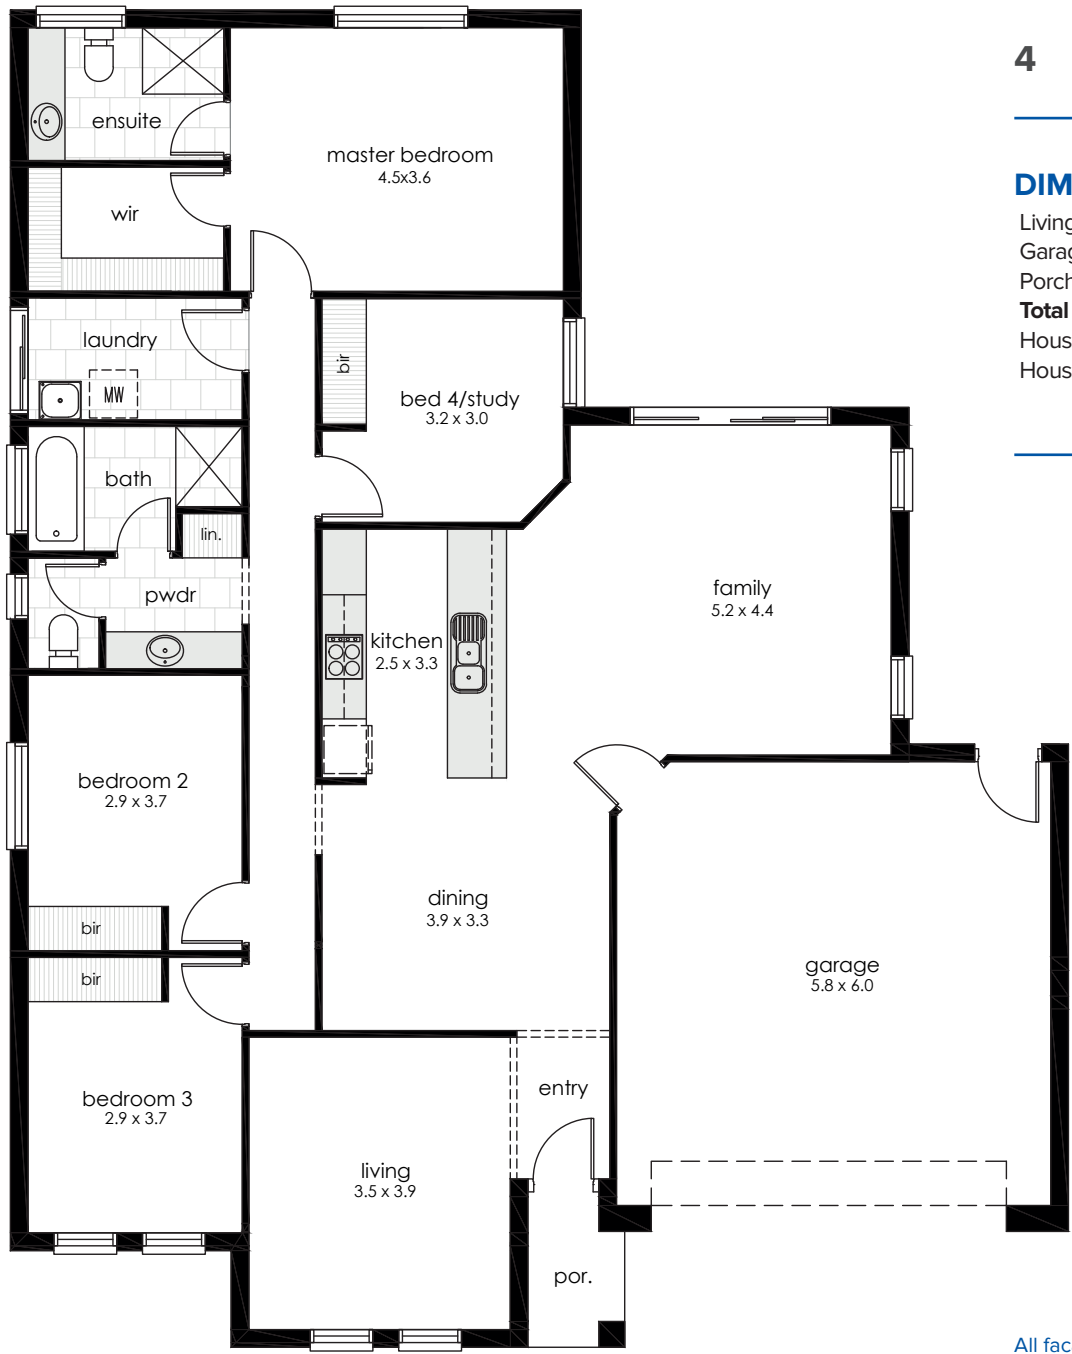 ensuite
master bedroom
4.5x3.6
wir
laundry
MW
bir
bed 4/study
3.2 x 3.0
bath
lin.
pwdr
family
5.2 x 4.4
kitchen
2.5 x 3.3
bedroom 2
2.9 x 3.7
bir
bir
dining
3.9 x 3.3
garage
5.8 x 6.0
bedroom 3
2.9 x 3.7
entry
living
3.5 x 3.9
por.
4
DIM
Living
Garag
Porch
Total
Hous
Hous
All fac